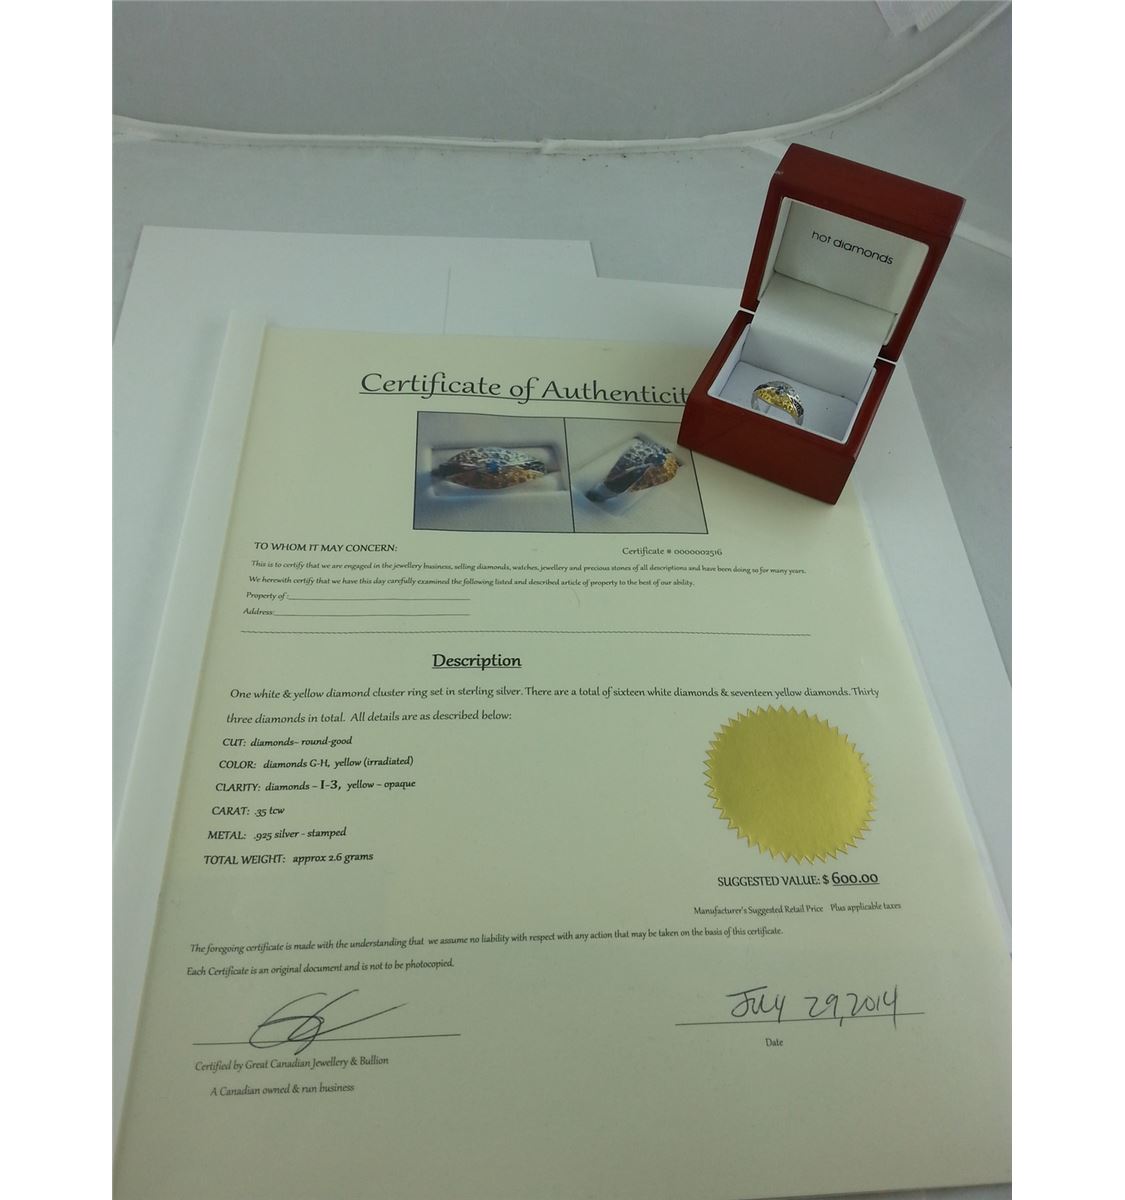 hot diamonds
Certificate of Authenticit
TO WHOM IT MAY CONCERN:
Certificate # 0000002516
This is to certify that we are engaged in the jewellery business, selling diamonds, watches, jewellery and precious stones of all descriptions and have been doing so for many years.
We herewith certify that we have this day carefully examined the following listed and described article of property to the best of our ability.
Property of:
Address:
Description
One white & yellow diamond cluster ring set in sterling silver. There are a total of sixteen white diamonds & seventeen yellow diamonds. Thirty
three diamonds in total. All details are as described below:
CUT: diamonds- round-good
COLOR: diamonds G-H, yellow (irradiated)
CLARITY: diamonds - I-3, yellow - opaque
CARAT: .35 tcw
METAL: .925 silver - stamped
TOTAL WEIGHT: approx 2.6 grams
SUGGESTED VALUE: $ 600.00
Manufacturer's Suggested Retail Price Plus applicable taxes
The foregoing certificate is made with the understanding that we assume no liability with respect with any action that may be taken on the basis of this certificate.
Each Certificate is an original document and is not to be photocopied.
July 29, 2014
Date
Certified by Great Canadian Jewellery & Bullion
A Canadian owned & run business